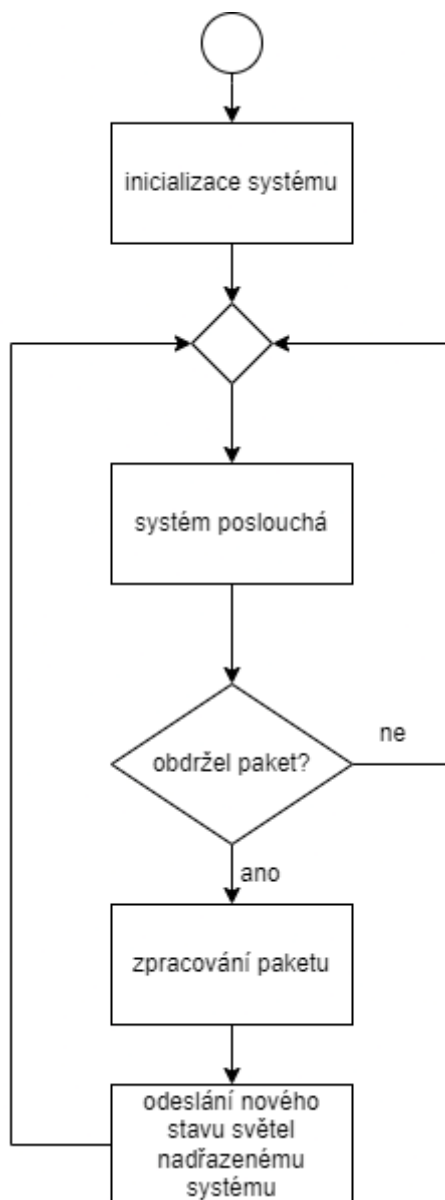 inicializace systému
systém poslouchá
obdržel paket?
ne
ano
zpracování paketu
odeslání nového
stavu světel
nadřazenému
systému